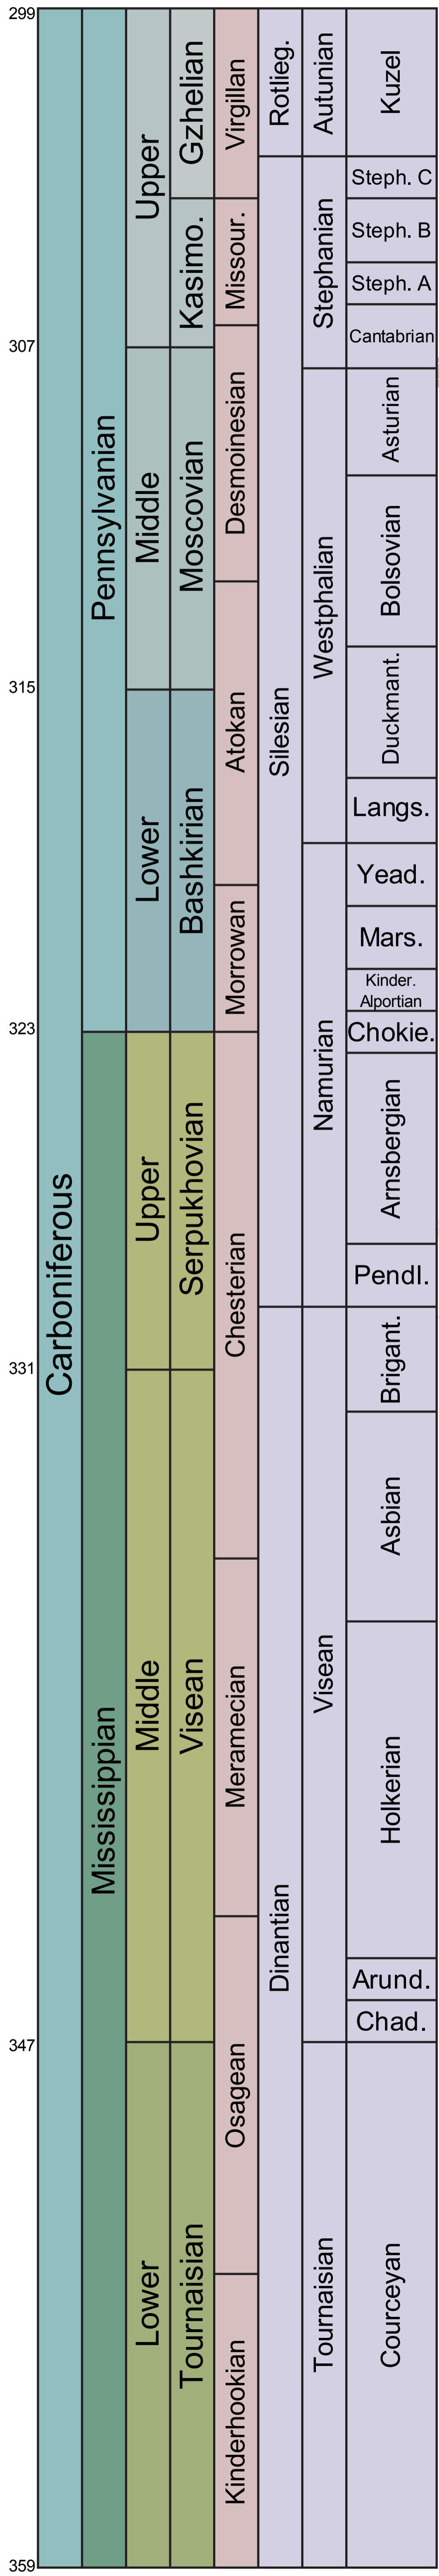 299
307
315
323
331
347
359
Carboniferous
Pennsylvanian
Mississippian
Upper
Middle
Lower
Upper
Middle
Lower
Gzhelian
Kasimo.
Moscovian
Bashkirian
Serpukhovian
Visean
Tournaisian
Virgillan
Missour.
Desmoinesian
Atokan
Morrowan
Chesterian
Meramecian
Osagean
Kinderhookian
Rotlieg.
Silesian
Dinantian
Autunian
Stephanian
Westphalian
Namurian
Visean
Tournaisian
Kuzel
Steph. C
Steph. B
Steph. A
Cantabrian
Asturian
Bolsovian
Duckmant.
Langs.
Yead.
Mars.
Kinder.
Alportian
Chokie.
Arnsbergian
Pendl.
Brigant.
Asbian
Holkerian
Arund.
Chad.
Courceyan